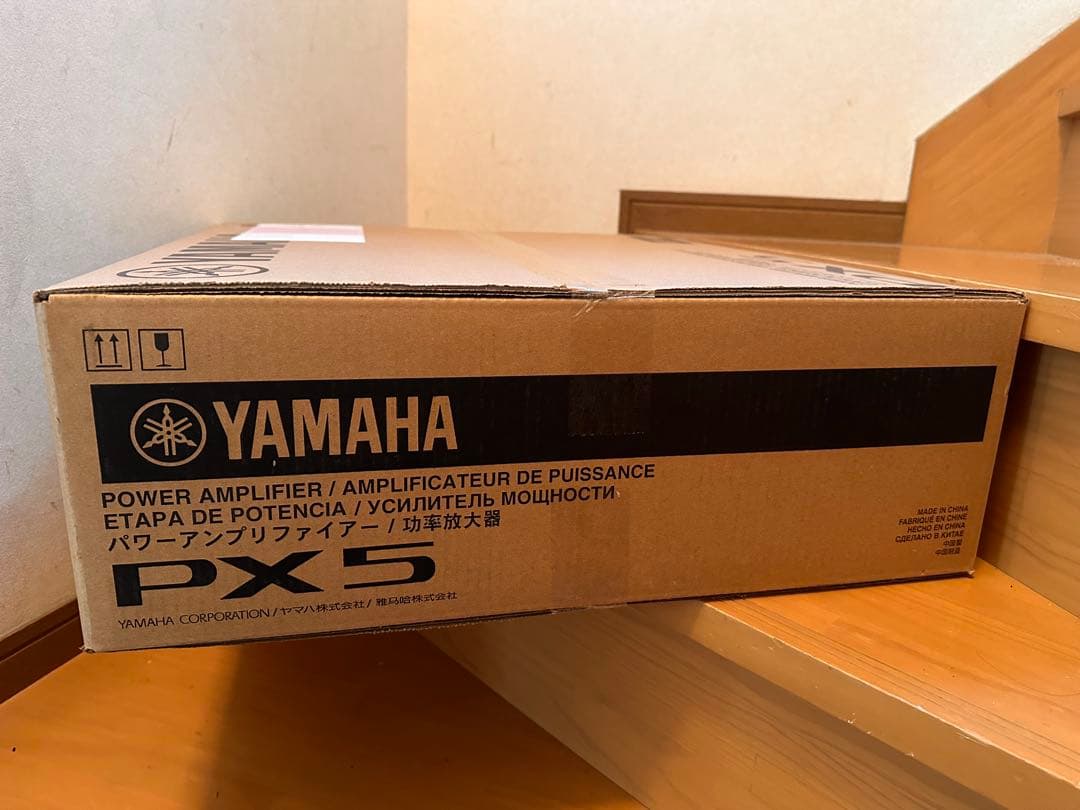 YAMAHA
YAMAHA
POWER AMPLIFIER / AMPLIFICATEUR DE PUISSANCE
ETAPA DE POTENCIA / УСИЛИТЕЛЬ МОЩНОСТИ
パワーアンプリファイアー / 功率放大器
PX5
YAMAHA CORPORATION / ヤマハ株式会社 / 雅马哈株式会社
MADE IN CHINA
FABRIQUÉ EN CHINE
HECHO EN CHINA
СДЕЛАНО В КИТАЕ
中国製
中国制造